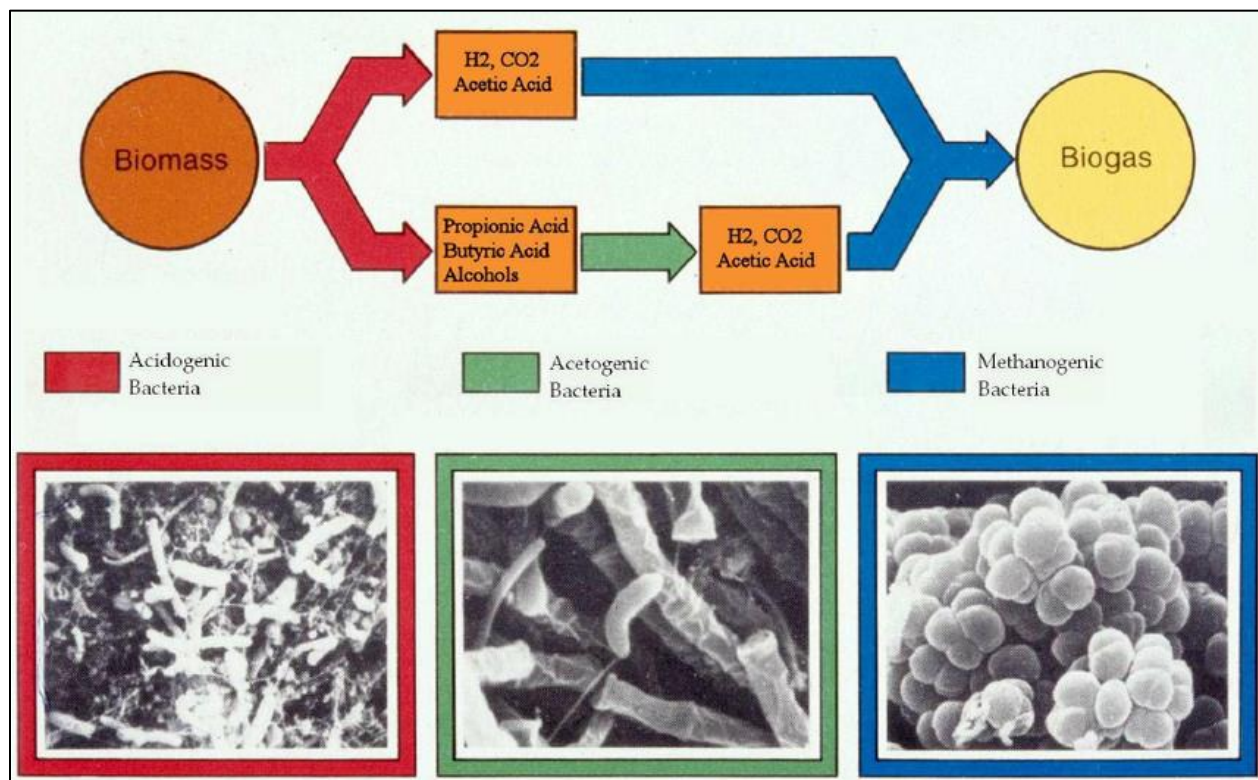 H2, CO2
Acetic Acid
Biomass
Biogas
Propionic Acid
Butyric Acid
Alcohols
H2, CO2
Acetic Acid
Acidogenic
Bacteria
Acetogenic
Bacteria
Methanogenic
Bacteria